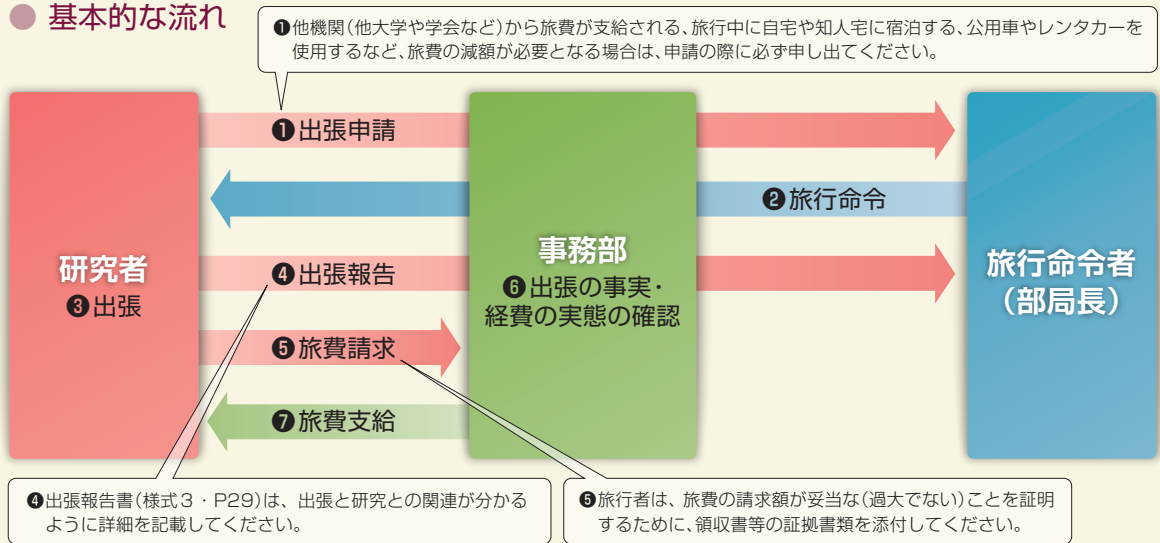 ● 基本的な流れ
❶他機関(他大学や学会など)から旅費が支給される、旅行中に自宅や知人宅に宿泊する、公用車やレンタカーを
使用するなど、旅費の減額が必要となる場合は、申請の際に必ず申し出てください。
❶出張申請
❷旅行命令
研究者
❸出張
❹出張報告
事務部
❻出張の事実・
経費の実態の確認
旅行命令者
(部局長)
❺旅費請求
❼旅費支給
❹出張報告書(様式3・P29)は、出張と研究との関連が分かる
ように詳細を記載してください。
❺旅行者は、旅費の請求額が妥当な(過大でない)ことを証明
するために、領収書等の証拠書類を添付してください。